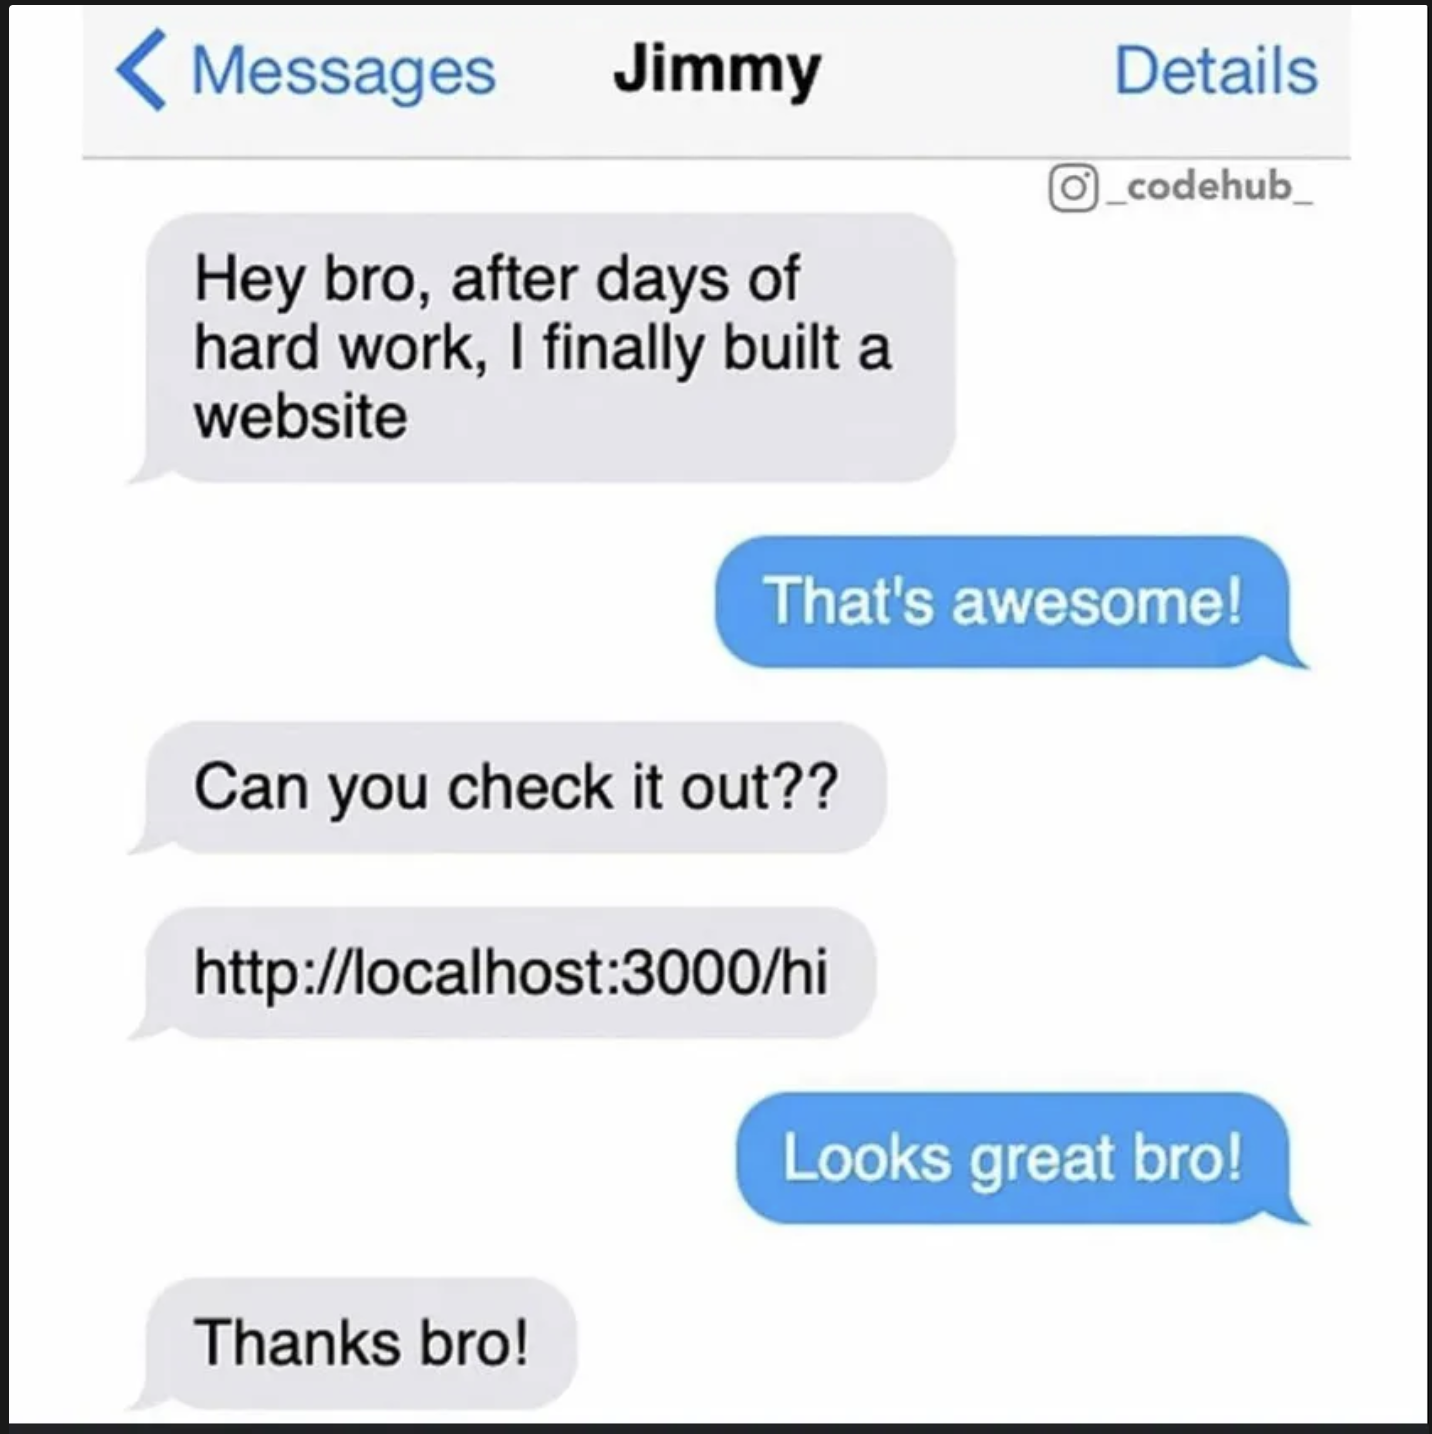 Messages Jimmy Details
_codehub_
Hey bro, after days of
hard work, I finally built a
website
That's awesome!
Can you check it out??
http://localhost:3000/hi
Looks great bro!
Thanks bro!